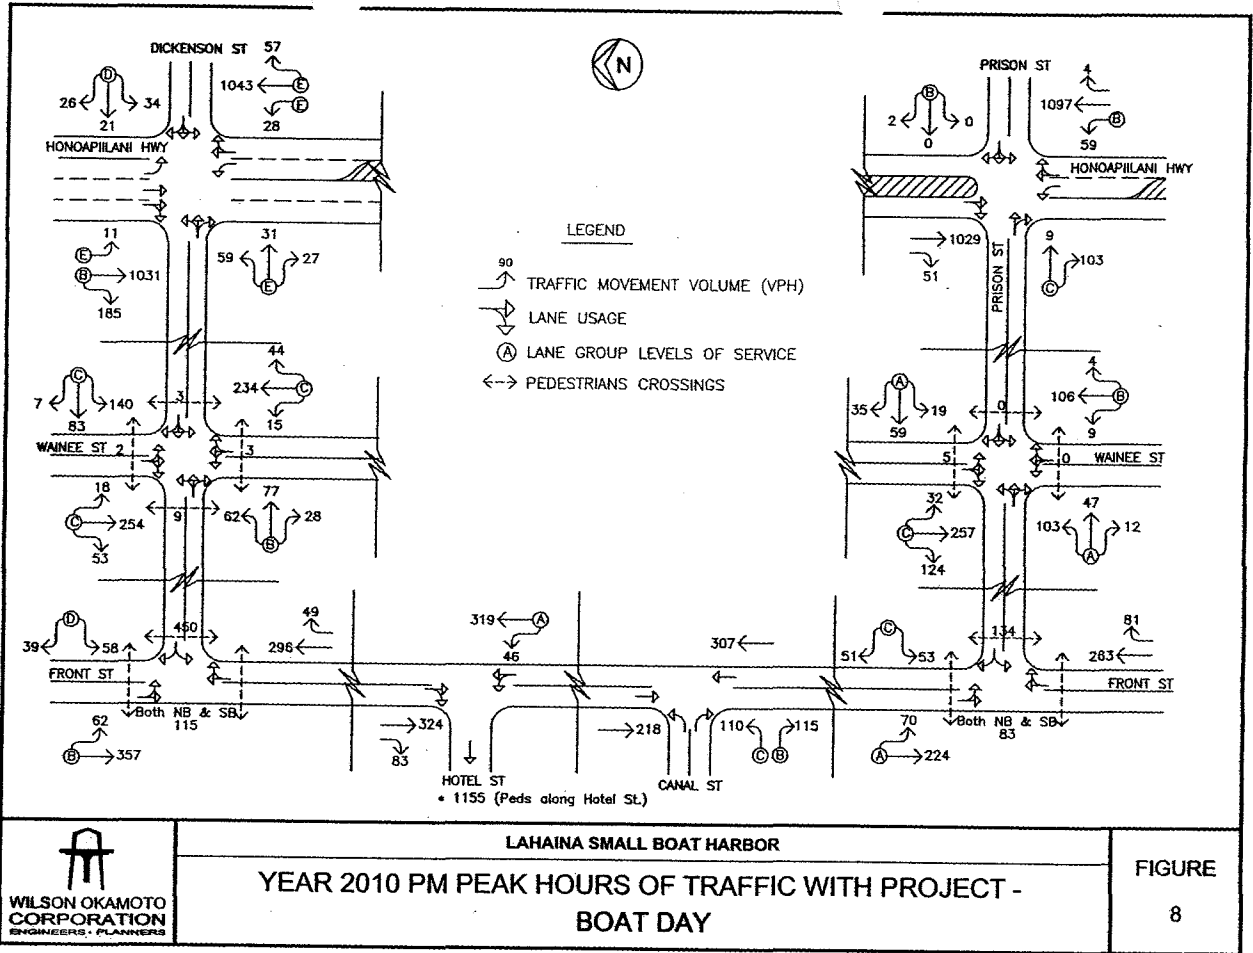 DICKENSON ST
57
1043
E
E
28
D
26
34
21
HONOAPIILANI HWY
11
E
B
1031
185
31
59
27
E
N
PRISON ST
4
1097
B
59
B
2
0
0
HONOAPIILANI HWY
1029
51
PRISON ST
9
103
C
LEGEND
90
TRAFFIC MOVEMENT VOLUME (VPH)
LANE USAGE
A LANE GROUP LEVELS OF SERVICE
PEDESTRIANS CROSSINGS
C
7
140
83
3
44
234
C
15
WAINEE ST
2
3
18
C
254
53
9
77
62
28
B
A
35
19
59
0
4
106
B
9
5
0
WAINEE ST
32
C
257
124
47
103
12
A
D
39
58
450
49
296
FRONT ST
Both NB & SB
115
62
B
357
319
A
46
324
83
HOTEL ST
* 1155 (Peds along Hotel St.)
307
218
110
115
C
B
CANAL ST
C
51
53
134
81
283
FRONT ST
Both NB & SB
83
70
A
224
WILSON OKAMOTO
CORPORATION
ENGINEERS • PLANNERS
LAHAINA SMALL BOAT HARBOR
YEAR 2010 PM PEAK HOURS OF TRAFFIC WITH PROJECT -
BOAT DAY
FIGURE
8